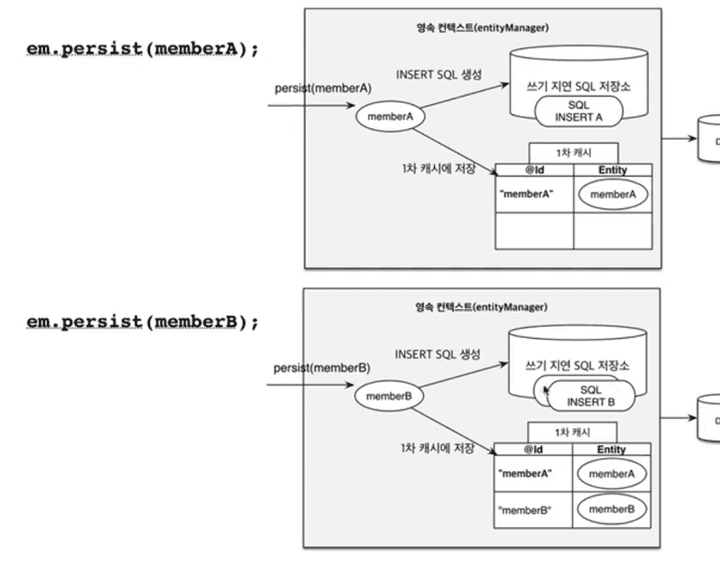 em.persist(memberA);
영속 컨텍스트(entityManager)
persist(memberA)
INSERT SQL 생성
쓰기 지연 SQL 저장소
SQL
INSERT A
memberA
1차 캐시에 저장
1차 캐시
@Id Entity
"memberA" memberA
em.persist(memberB);
영속 컨텍스트(entityManager)
persist(memberB)
INSERT SQL 생성
쓰기 지연 SQL 저장소
SQL
INSERT B
memberB
1차 캐시에 저장
1차 캐시
@Id Entity
"memberA" memberA
"memberB" memberB